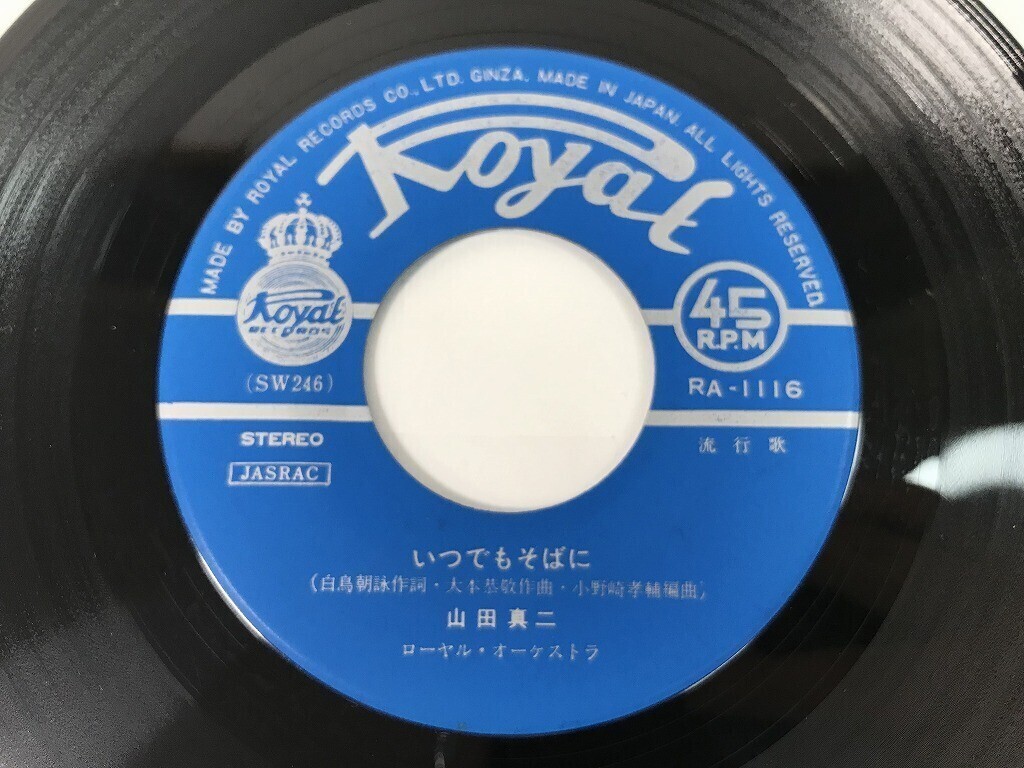 MADE BY ROYAL RECORDS CO., LTD. GINZA. MADE IN JAPAN ALL LIGHTS RESERVED
Royal
Royal
RECORDS
45
R.P.M
(SW246)
RA-1116
STEREO
流行歌
JASRAC
いつでもそばに
(白鳥朝詠作詞・大本恭敬作曲・小野崎孝輔編曲)
山田真二
ローヤル・オーケストラ